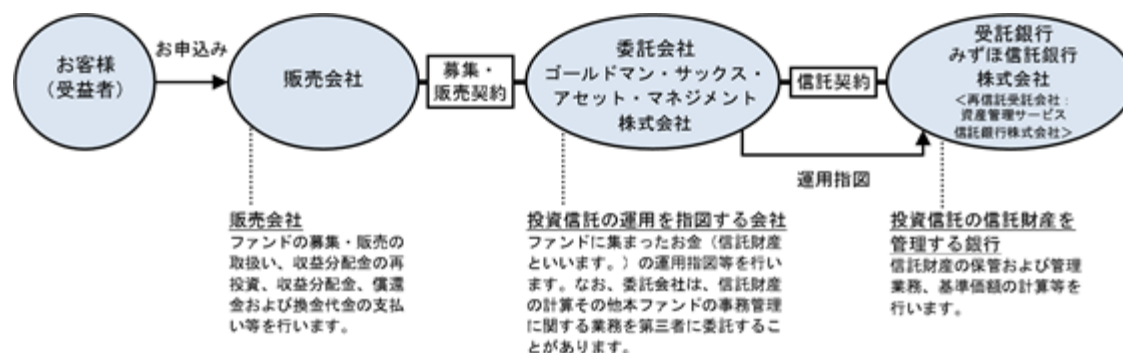 お客様
（受益者）
お申込み
販売会社
募集・
販売契約
委託会社
ゴールドマン・サックス・
アセット・マネジメント
株式会社
信託契約
受託銀行
みずほ信託銀行
株式会社
＜再信託受託会社：
資産管理サービス
信託銀行株式会社＞
運用指図
販売会社
ファンドの募集・販売の
取扱い、収益分配金の再
投資、収益分配金、償還
金および換金代金の支払
い等を行います。
投資信託の運用を指図する会社
ファンドに集まったお金（信託財産
といいます。）の運用指図等を行い
ます。なお、委託会社は、信託財産
の計算その他本ファンドの事務管理
に関する業務を第三者に委託するこ
とがあります。
投資信託の信託財産を
管理する銀行
信託財産の保管および管理
業務、基準価額の計算等を
行います。